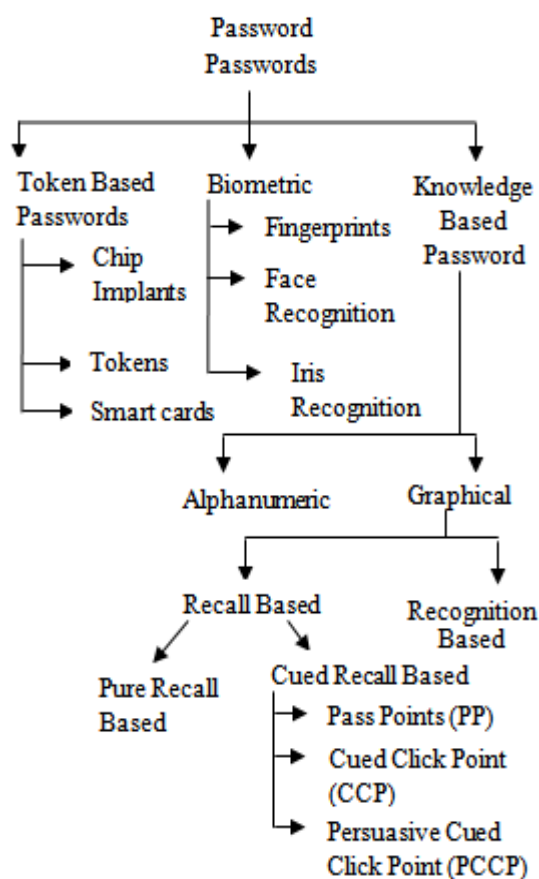 Password
Passwords
Token Based
Passwords
Chip
Implants
Tokens
Smart cards
Biometric
Fingerprints
Face
Recognition
Iris
Recognition
Knowledge
Based
Password
Alphanumeric
Graphical
Recall Based
Recognition
Based
Pure Recall
Based
Cued Recall Based
Pass Points (PP)
Cued Click Point
(CCP)
Persuasive Cued
Click Point (PCCP)